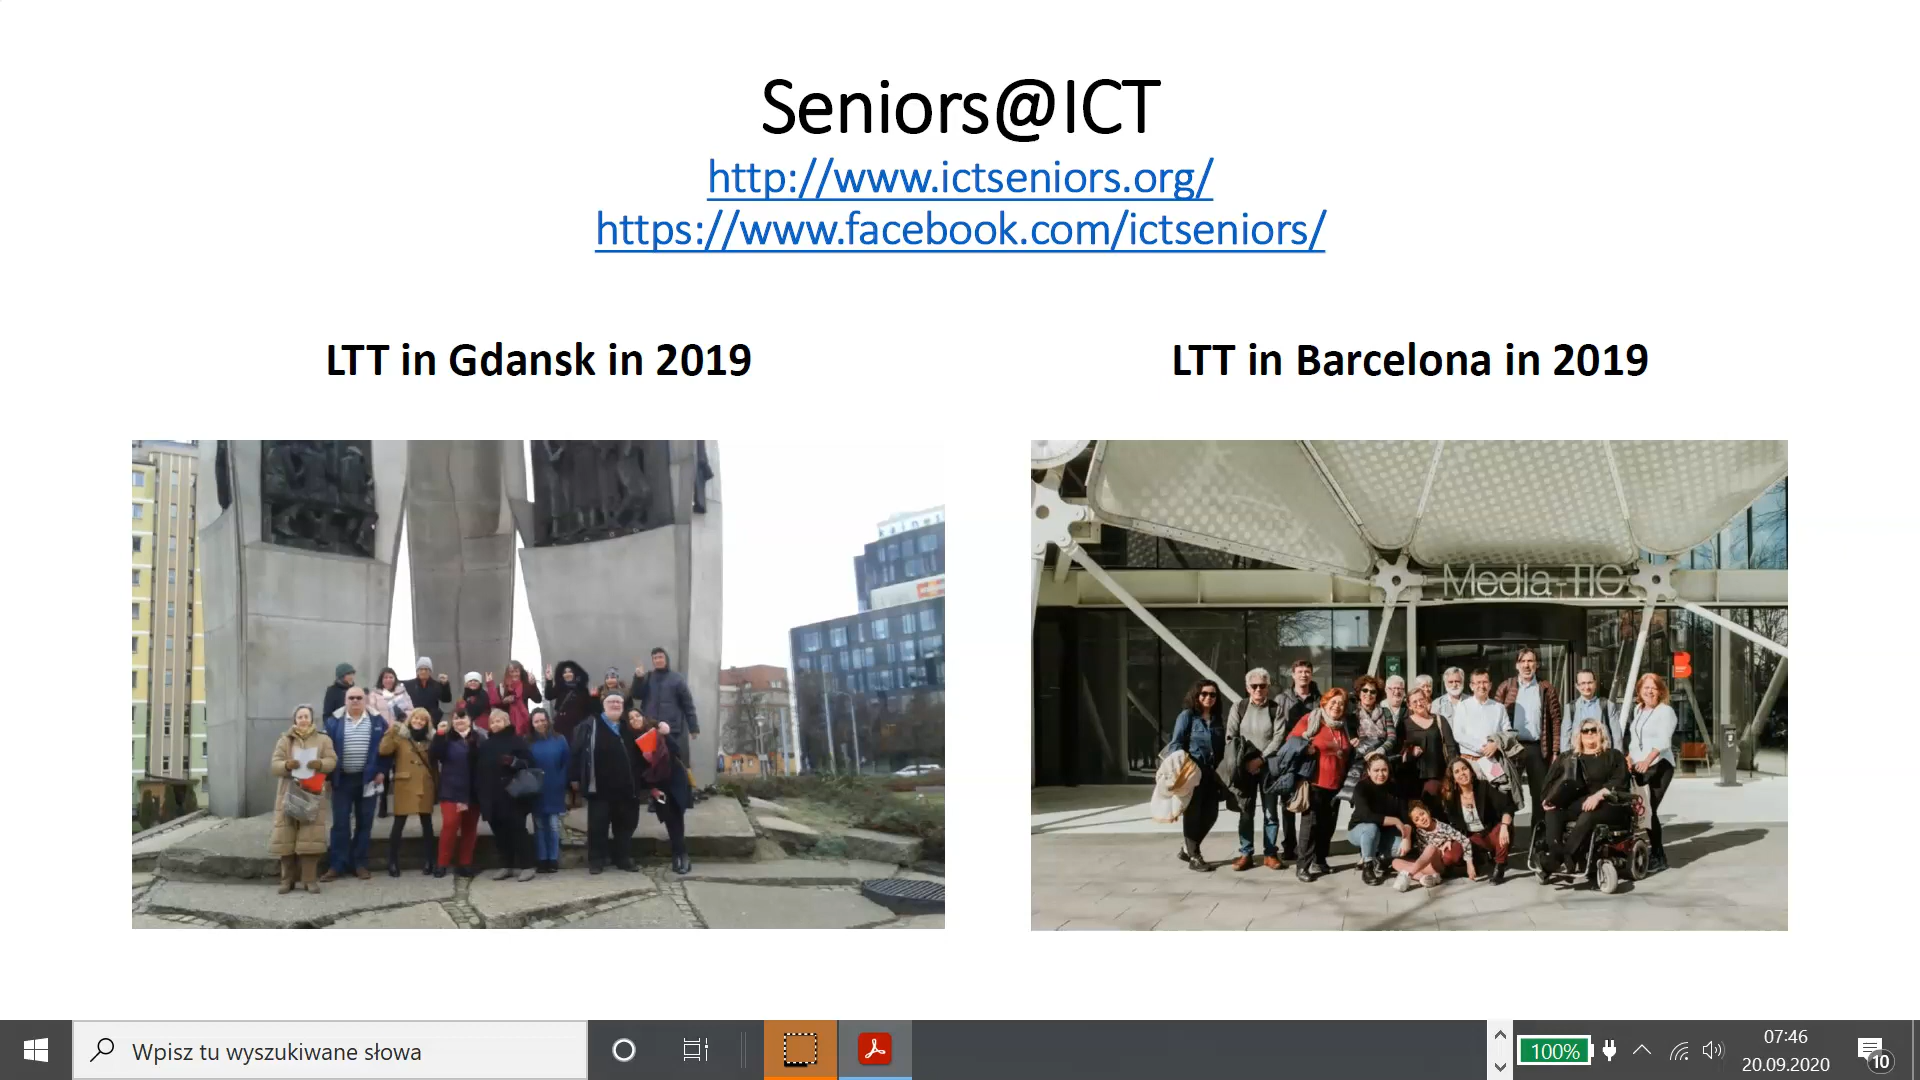 Seniors@ICT
http://www.ictseniors.org/
https://www.facebook.com/ictseniors/
LTT in Gdansk in 2019
LTT in Barcelona in 2019
Media-TIC
B
Wpisz tu wyszukiwane słowa
100%
07:46
20.09.2020
10